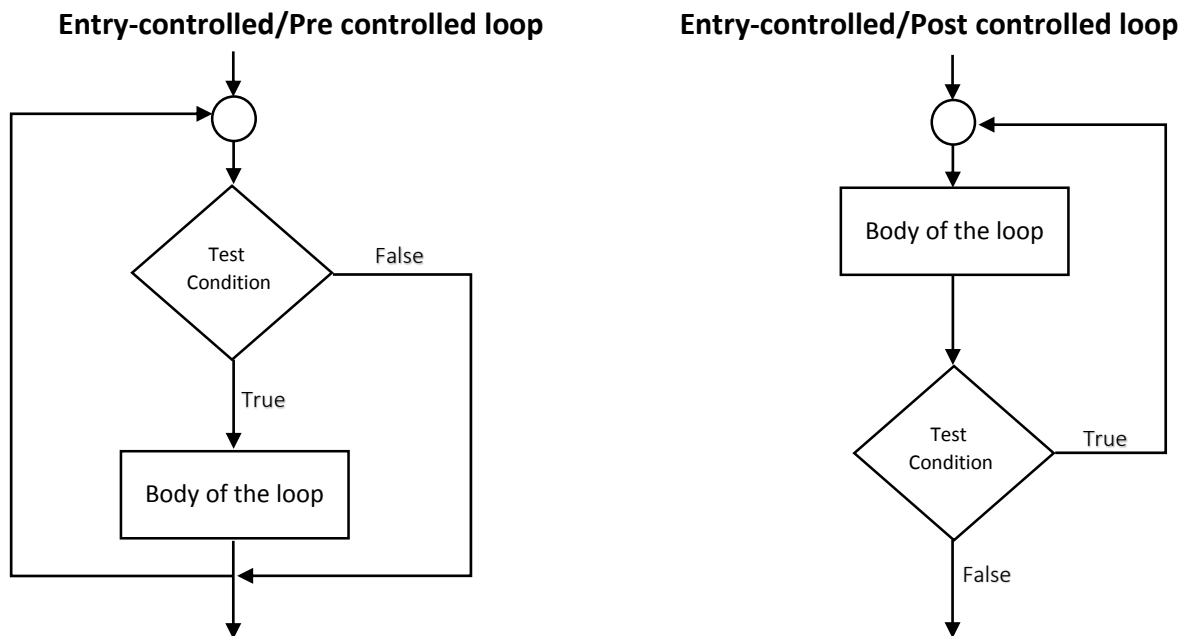 Entry-controlled/Pre controlled loop
Test
Condition
False
True
Body of the loop
Entry-controlled/Post controlled loop
Body of the loop
Test
Condition
True
False